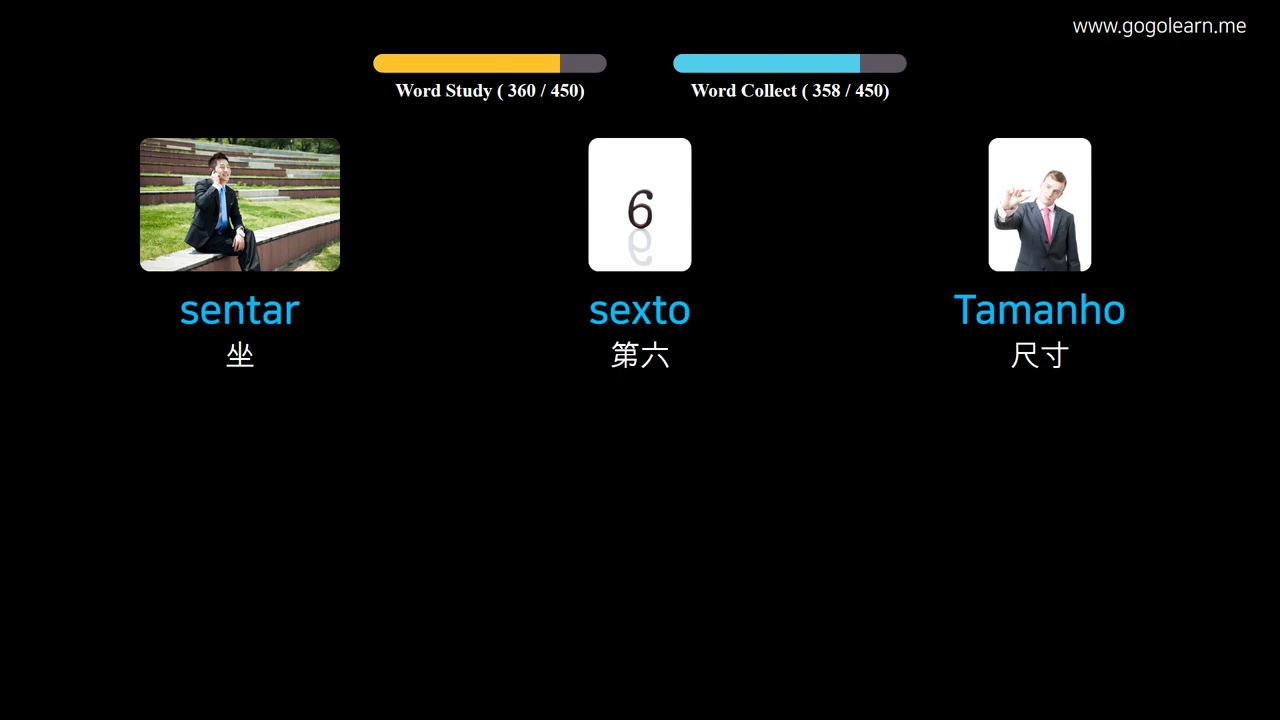 www.gogolearn.me
Word Study ( 360 / 450)
Word Collect ( 358 / 450)
6
sentar
sexto
Tamanho
坐
第六
尺寸